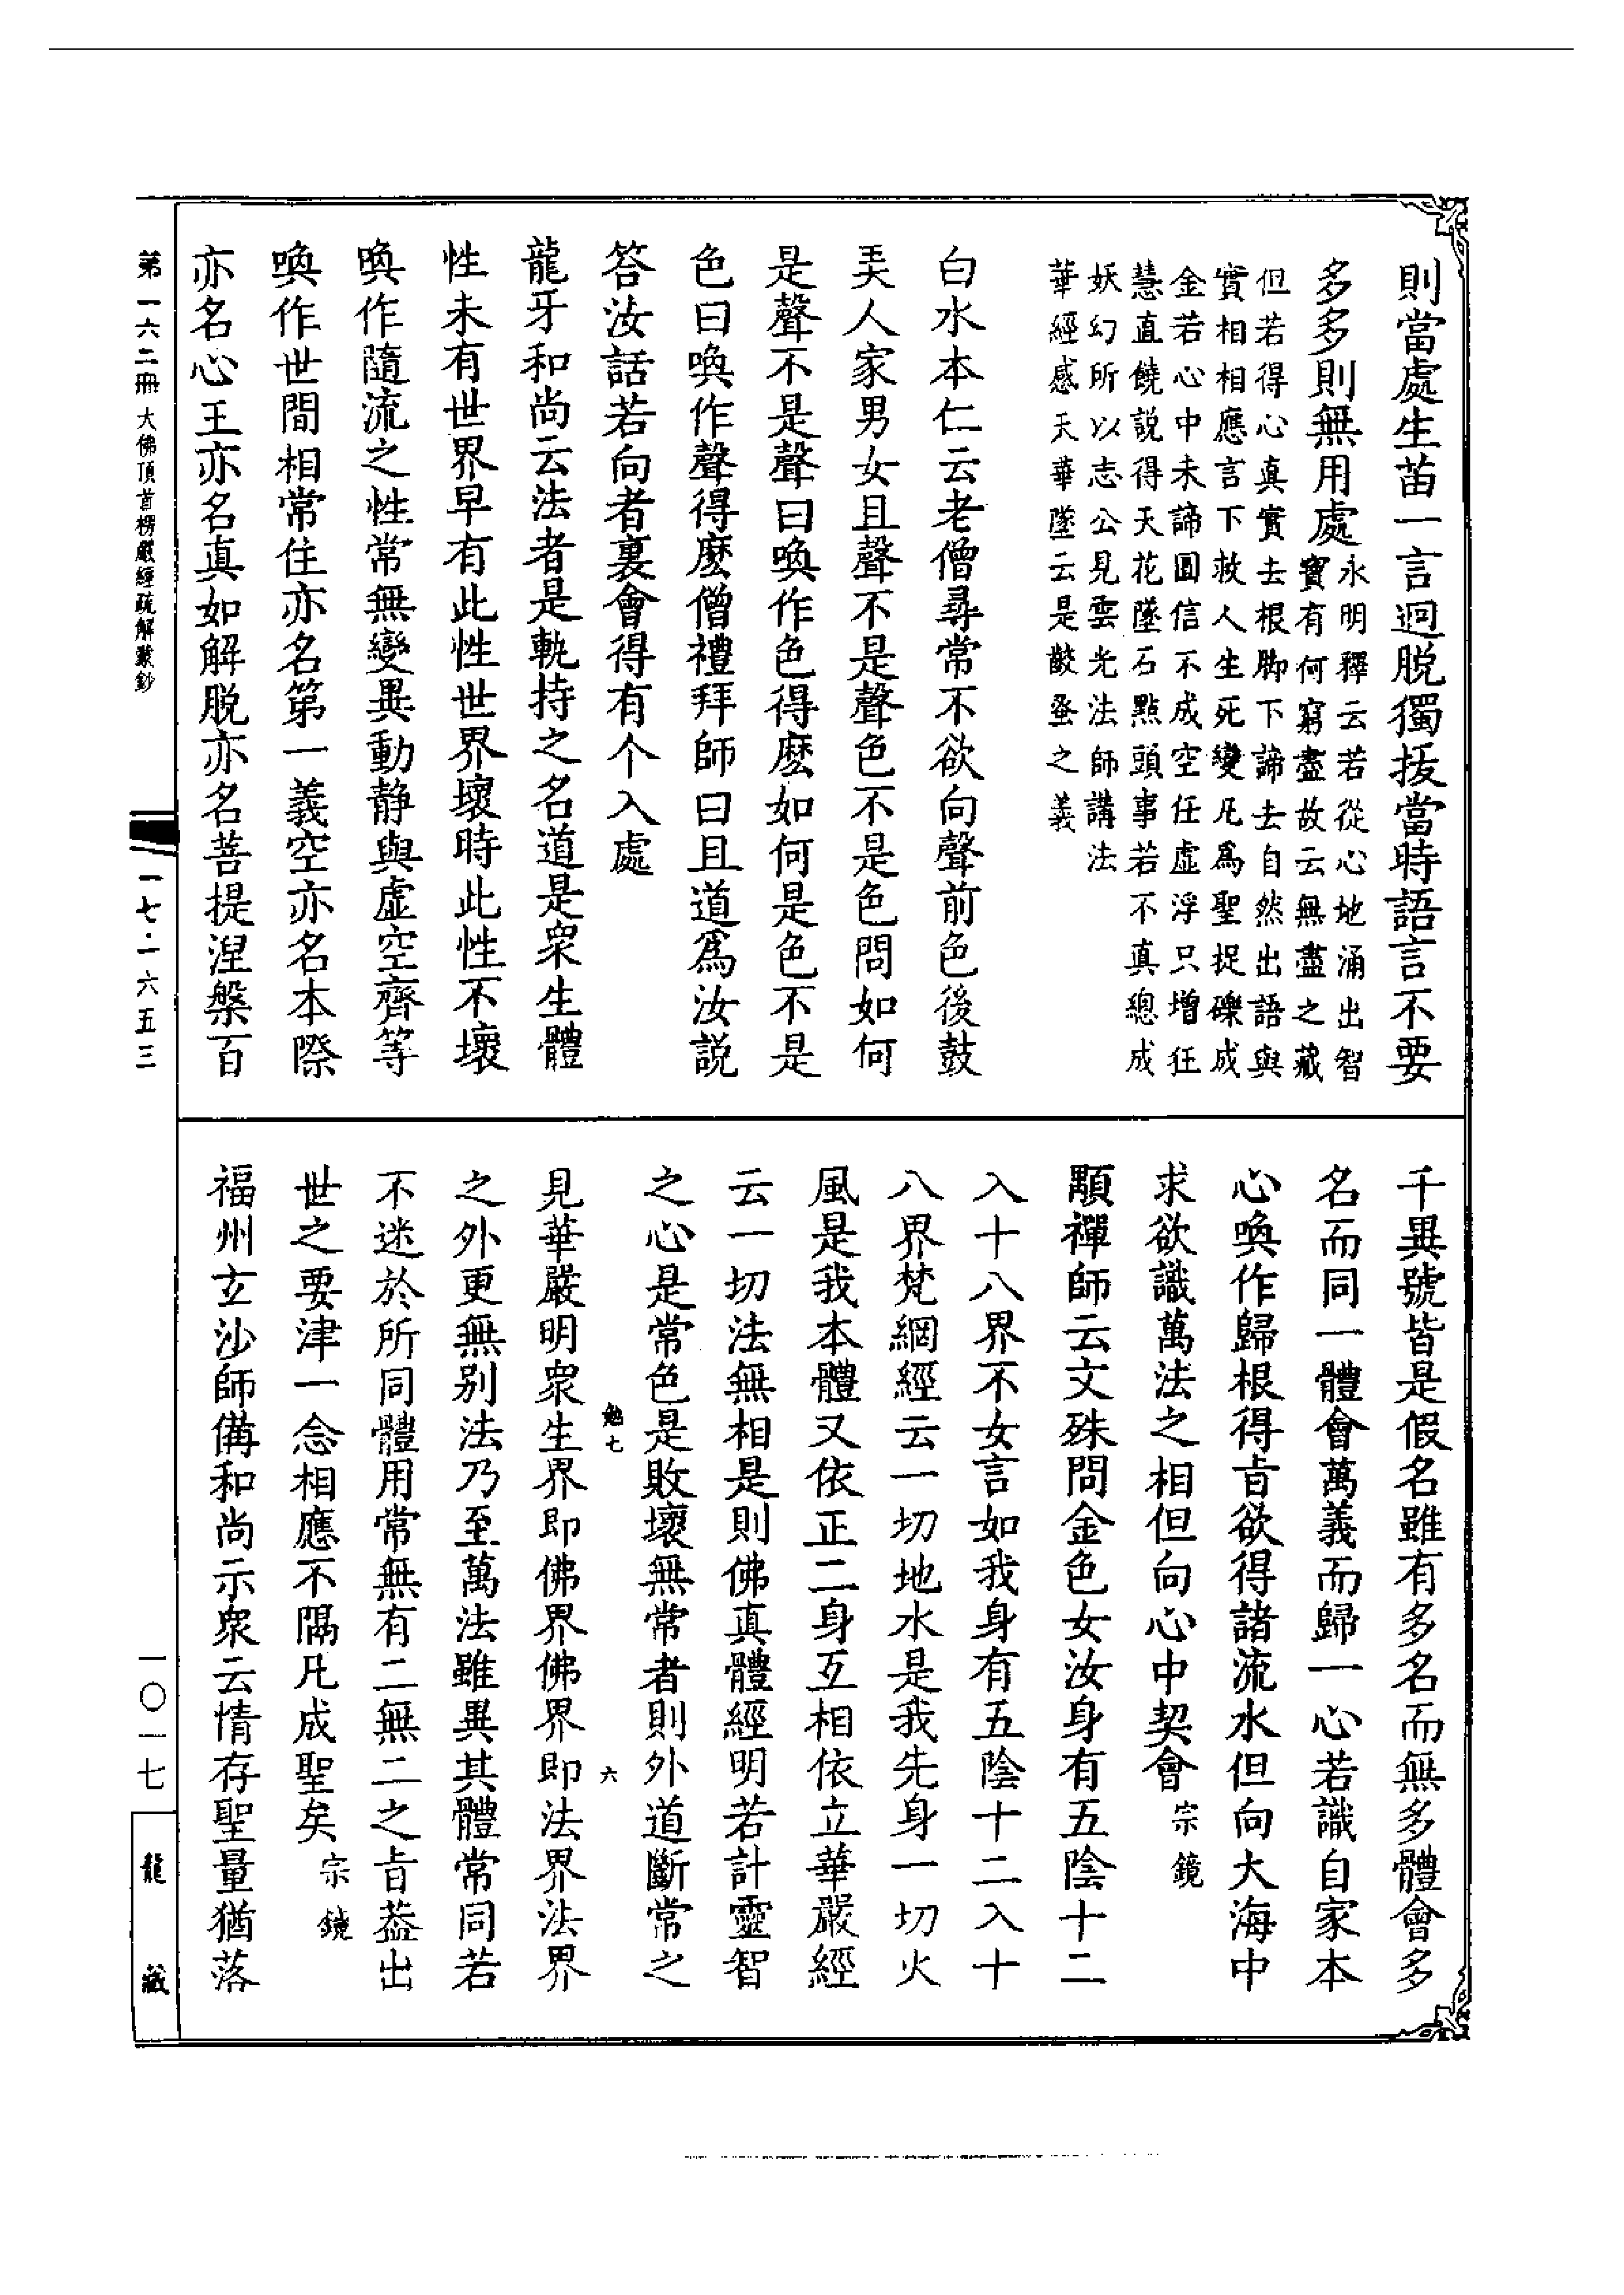 則當處生苗一言迥脫獨拔當時語言不要
多多則無用處
永明釋云若從心地涌出智
寶有何窮盡故云無盡之藏
但若得心真實去根脚下諦去自然出語與
實相相應言下救人生死變凡為聖捉礫成
金若心中未諦圓信不成空任虛浮只增狂
慧直饒說得天花墜石點頭事若不真總成
妖幻所以志公見雲光法師講法
華經感天華墜云是齩蚤之義
白水本仁云老僧尋常不欲向聲前色後鼓
弄人家男女且聲不是聲色不是色問如何
是聲不是聲曰喚作色得麽如何是色不是
色曰喚作聲得麽僧禮拜師曰且道為汝說
答汝話若向者裏會得有个入處
龍牙和尚云法者是軌持之名道是衆生體
性未有世界早有此性世界壞時此性不壞
喚作隨流之性常無變異動静與虛空齊等
喚作世間相常住亦名第一義空亦名本際
亦名心王亦名真如解脫亦名菩提涅槃百
千異號皆是假名雖有多名而無多體會多
名而同一體會萬義而歸一心若識自家本
心喚作歸根得旨欲得諸流水但向大海中
求欲識萬法之相但向心中契會 宗鏡
顒禪師云文殊問金色女汝身有五陰十二
入十八界不女言如我身有五陰十二入十
八界梵網經云一切地水是我先身一切火
風是我本體又依正二身互相依立華嚴經
云一切法無相是則佛真體經明若計靈智
之心是常色是敗壞無常者則外道斷常之
勉七 六
見華嚴明衆生界即佛界佛界即法界法界
之外更無別法乃至萬法雖異其體常同若
不迷於所同體用常無有二無二之旨葢出
世之要津一念相應不隔凡成聖矣 宗鏡
福州玄沙師備和尚示衆云情存聖量猶落
第一六二冊 大佛頂首楞嚴經疏解蒙鈔
一七·一六五三
一〇一七
龍藏